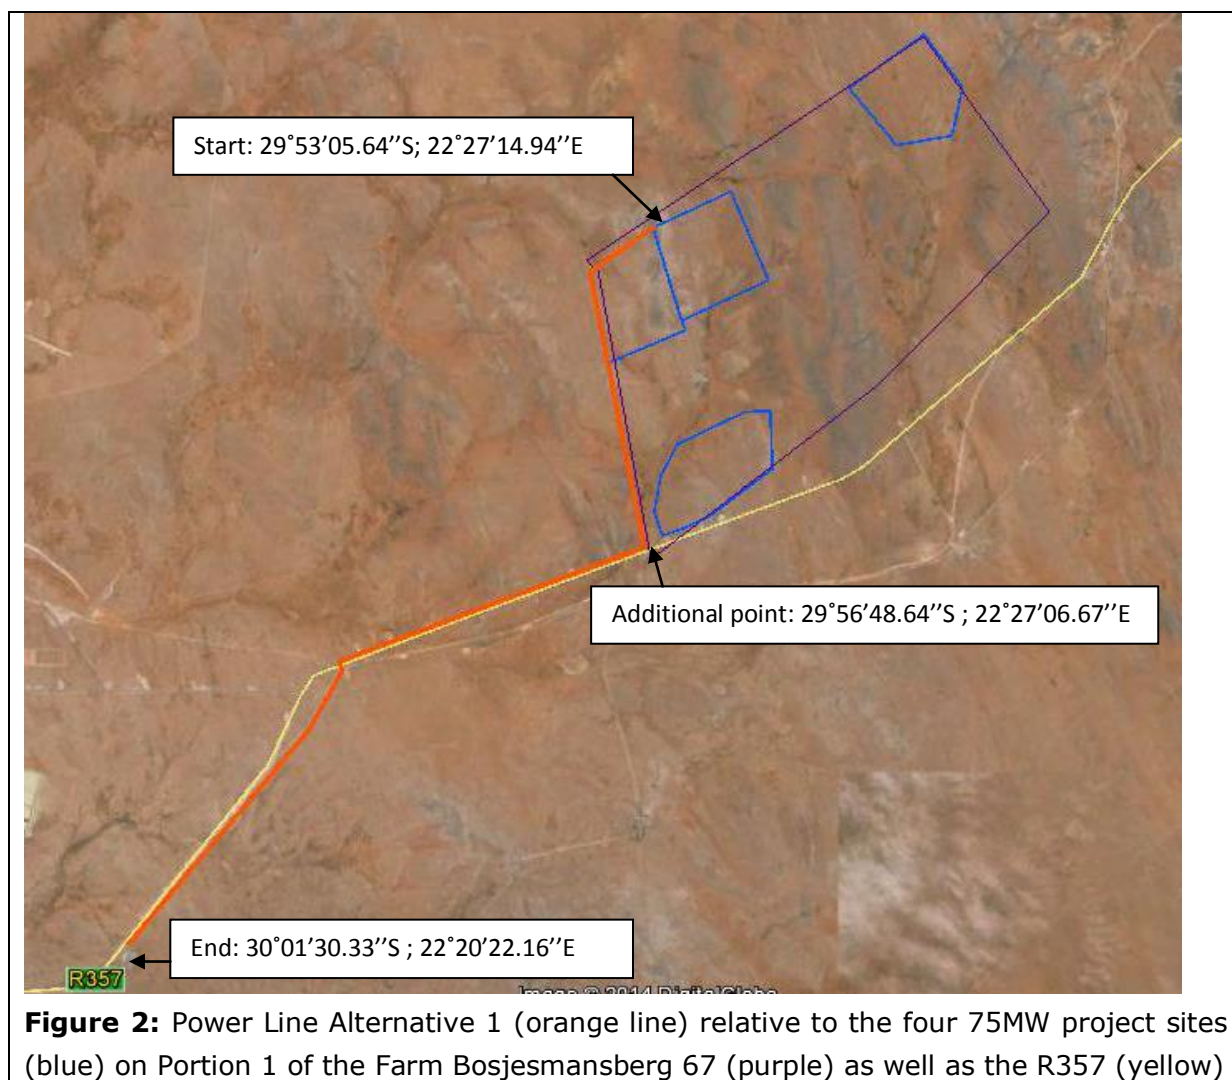 Start: 29˚53’05.64’’S; 22˚27’14.94’’E
Additional point: 29˚56’48.64’’S ; 22˚27’06.67’’E
End: 30˚01’30.33’’S ; 22˚20’22.16’’E
R357
Image © 2014 DigitalGlobe
Figure 2: Power Line Alternative 1 (orange line) relative to the four 75MW project sites
(blue) on Portion 1 of the Farm Bosjesmansberg 67 (purple) as well as the R357 (yellow)